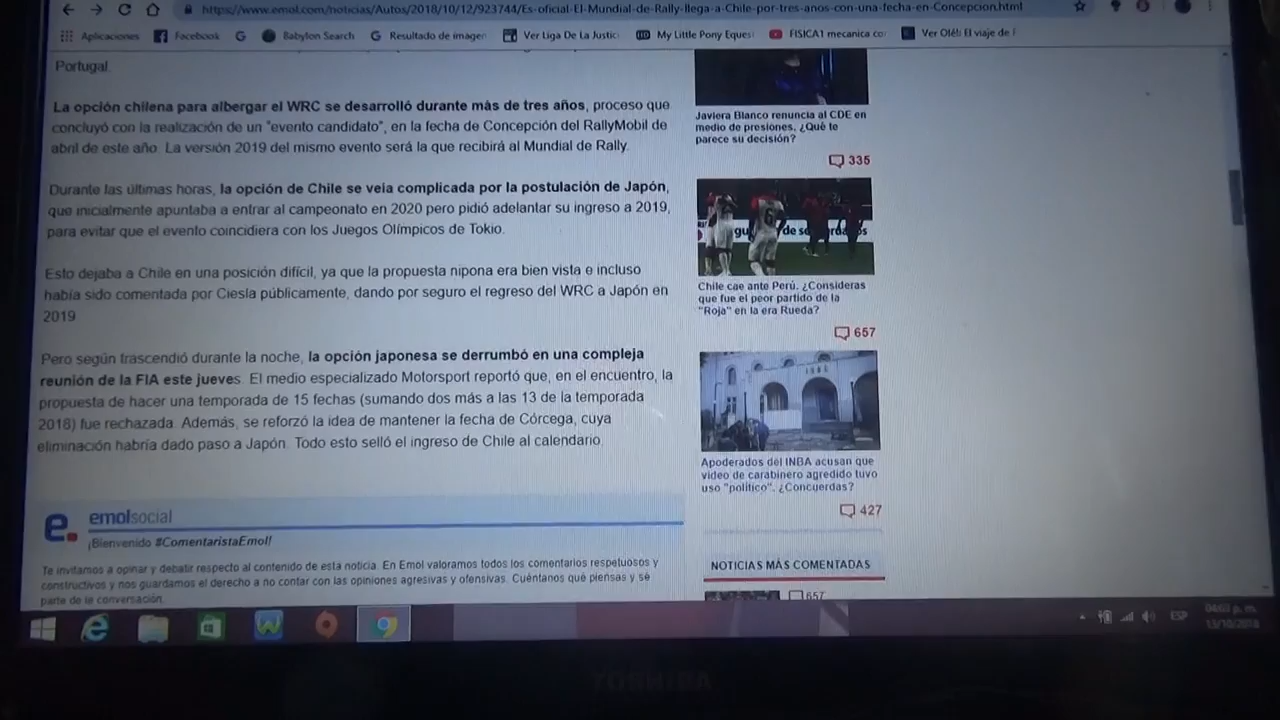 https://www.emol.com/noticias/Autos/2018/10/12/923744/Es-oficial-El-Mundial-de-Rally-llega-a-Chile-por-tres-anos-con-una-fecha-en-Concepcion.html
Aplicaciones Facebook Babylon Search Resultado de imagen Ver Liga De La Justic My Little Pony Equest FISICA1 mecanica co Ver Olé!: El viaje de F
Portugal.
La opción chilena para albergar el WRC se desarrolló durante más de tres años, proceso que
concluyó con la realización de un "evento candidato", en la fecha de Concepción del RallyMobil de
abril de este año. La versión 2019 del mismo evento será la que recibirá al Mundial de Rally.
Durante las últimas horas, la opción de Chile se veía complicada por la postulación de Japón,
que inicialmente apuntaba a entrar al campeonato en 2020 pero pidió adelantar su ingreso a 2019,
para evitar que el evento coincidiera con los Juegos Olímpicos de Tokio.
Esto dejaba a Chile en una posición difícil, ya que la propuesta nipona era bien vista e incluso
había sido comentada por Ciesla públicamente, dando por seguro el regreso del WRC a Japón en
2019.
Pero según trascendió durante la noche, la opción japonesa se derrumbó en una compleja
reunión de la FIA este jueves. El medio especializado Motorsport reportó que, en el encuentro, la
propuesta de hacer una temporada de 15 fechas (sumando dos más a las 13 de la temporada
2018) fue rechazada. Además, se reforzó la idea de mantener la fecha de Córcega, cuya
eliminación habría dado paso a Japón. Todo esto selló el ingreso de Chile al calendario.
e. emolsocial
¡Bienvenido #ComentaristaEmol!
Te invitamos a opinar y debatir respecto al contenido de esta noticia. En Emol valoramos todos los comentarios respetuosos y
constructivos y nos guardamos el derecho a no contar con las opiniones agresivas y ofensivas. Cuéntanos qué piensas y sé
parte de la conversación.
Javiera Blanco renuncia al CDE en
medio de presiones. ¿Qué te
parece su decisión?
335
6
Chile cae ante Perú. ¿Consideras
que fue el peor partido de la
"Roja" en la era Rueda?
657
Apoderados del INBA acusan que
video de carabinero agredido tuvo
uso "político". ¿Concuerdas?
427
NOTICIAS MÁS COMENTADAS
657
ESP
13/10/2018
TOSHIBA